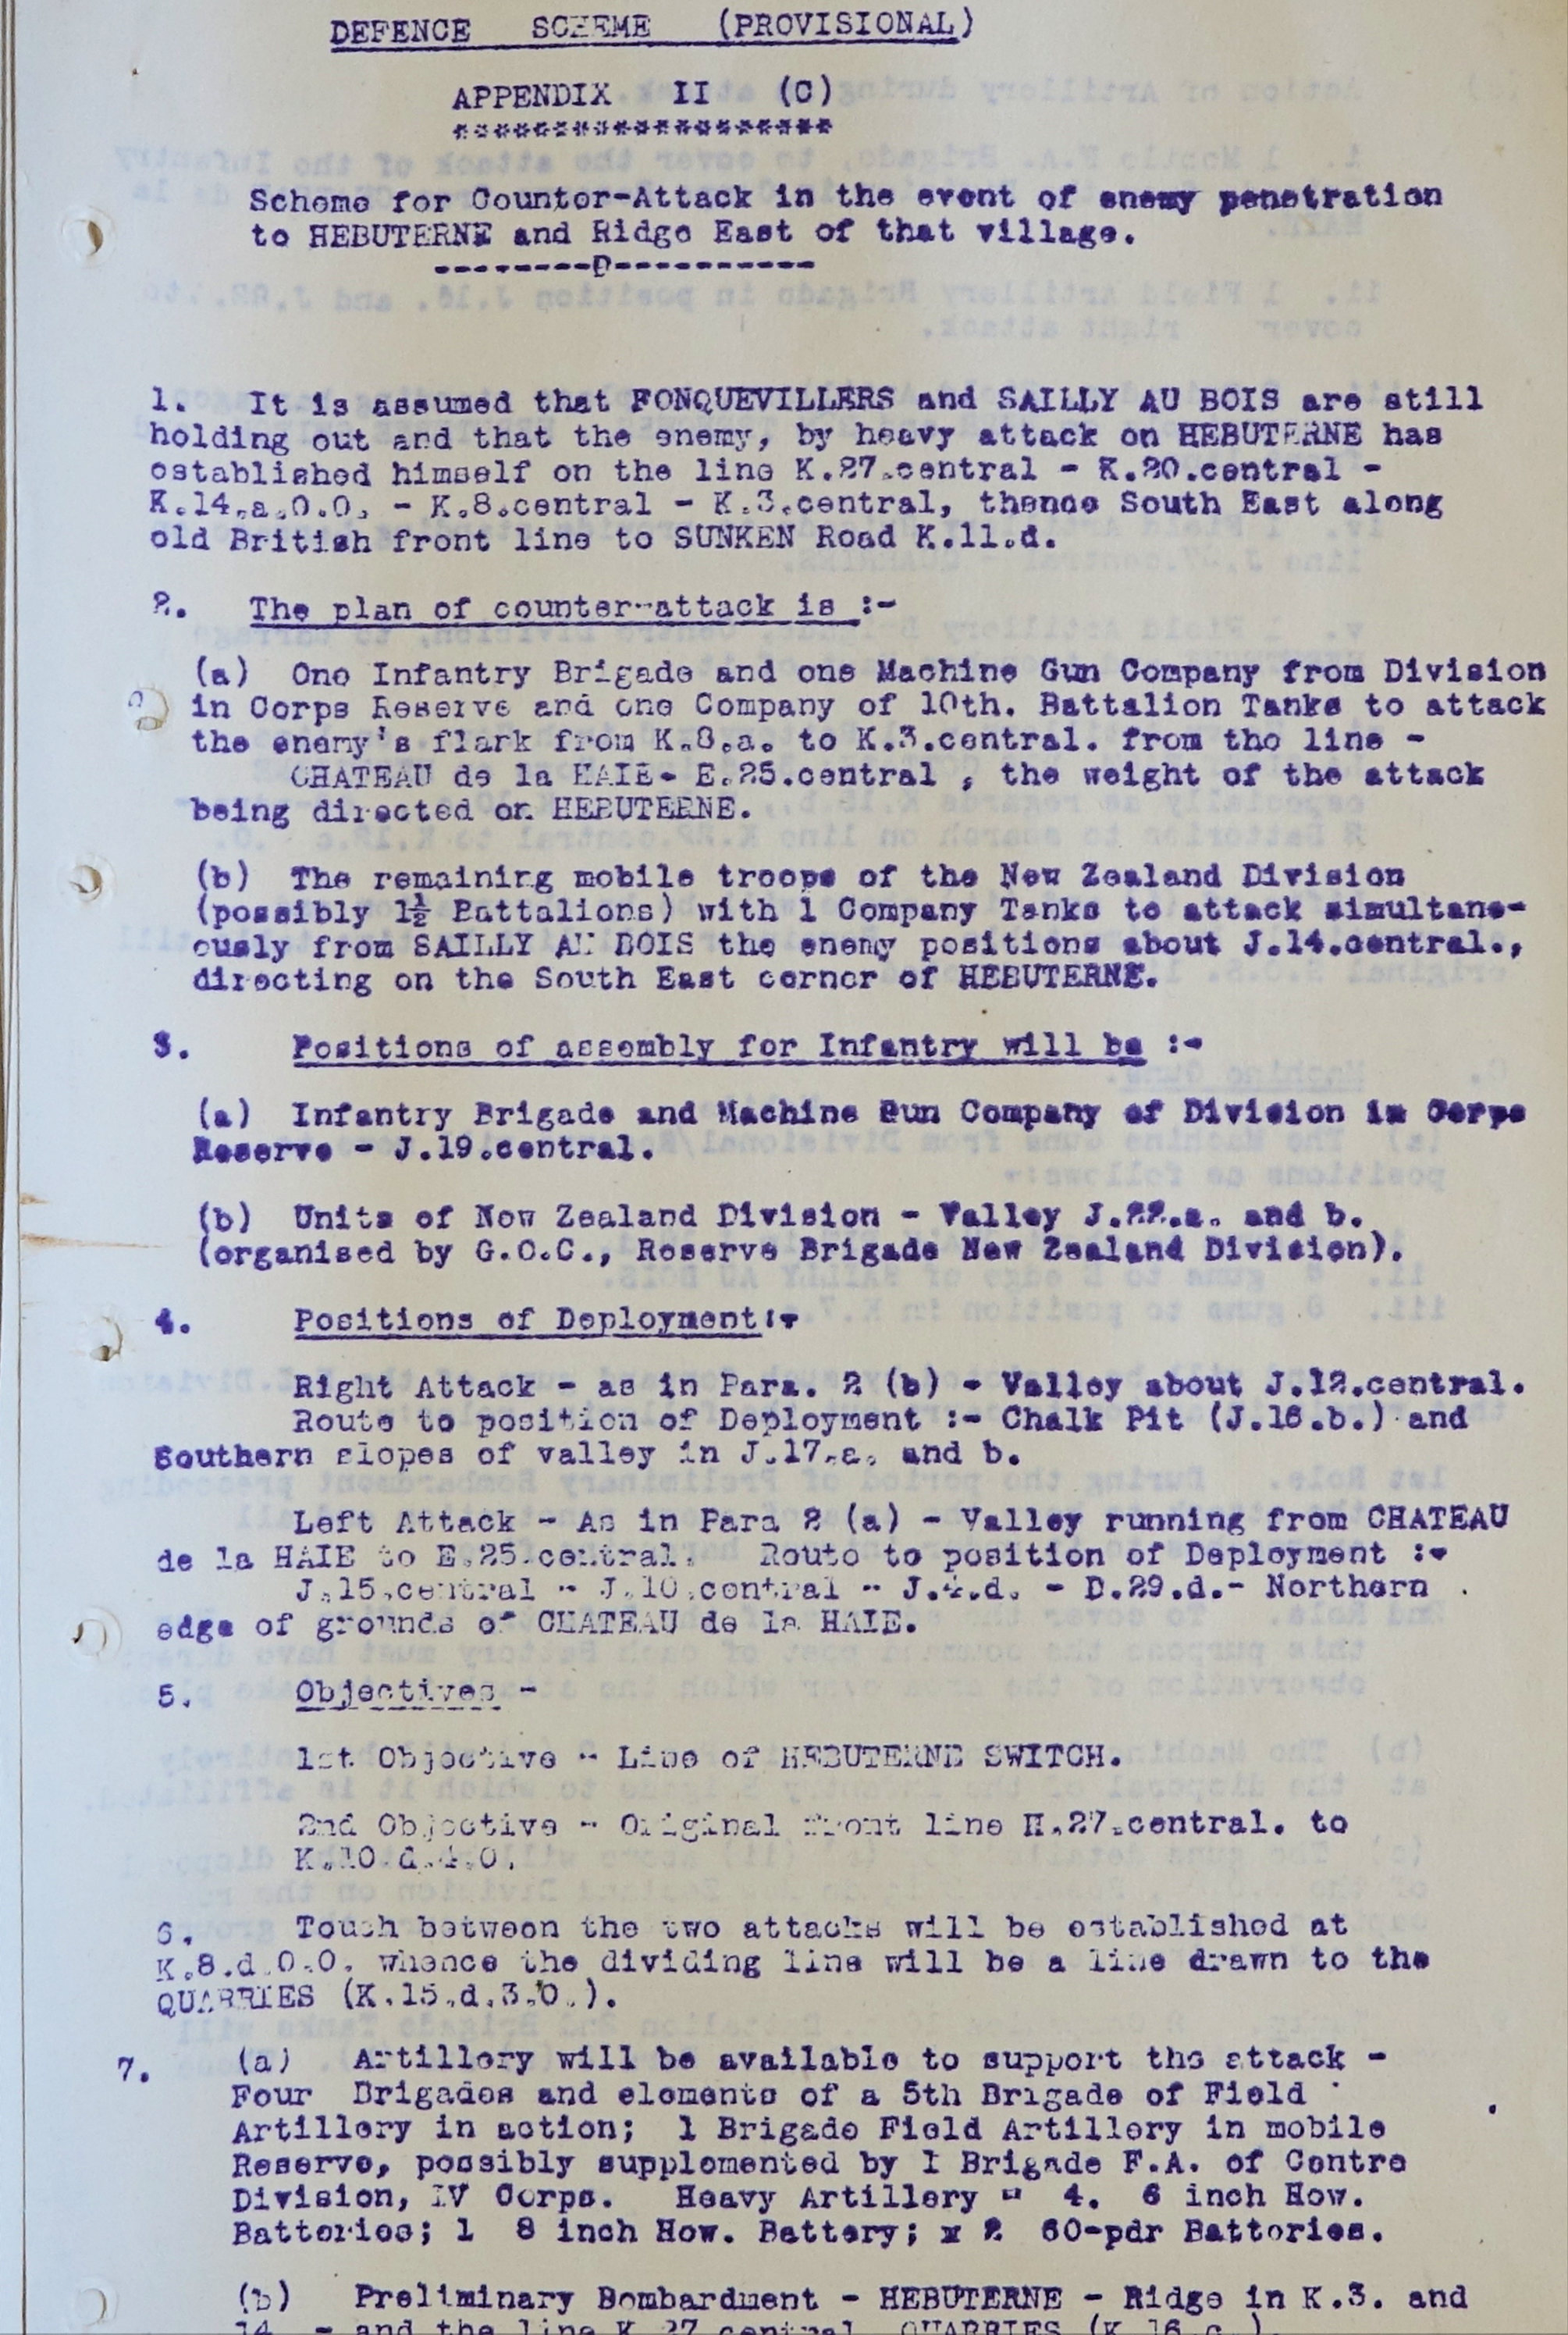 DEFENCE SCHEME (PROVISIONAL)
APPENDIX II (C)
*******************
Scheme for Counter-Attack in the event of enemy penetration
to HEBUTERNE and Ridge East of that village.
1. It is assumed that FONQUEVILLERS and SAILLY AU BOIS are still
holding out and that the enemy, by heavy attack on HEBUTERNE has
established himself on the line K.27.central - K.20.central -
K.14.a.0.0. - K.8.central - K.3.central, thence South East along
old British front line to SUNKEN Road K.11.d.
2. The plan of counter-attack is :-
(a) One Infantry Brigade and one Machine Gun Company from Division
in Corps Reserve and one Company of 10th. Battalion Tanks to attack
the enemy's flank from K.8.a. to K.3.central. from the line -
CHATEAU de la HAIE- E.25.central , the weight of the attack
being directed on HEBUTERNE.
(b) The remaining mobile troops of the New Zealand Division
(possibly 1½ Battalions) with 1 Company Tanks to attack simultane-
ously from SAILLY AU BOIS the enemy positions about J.14.central.,
directing on the South East corner of HEBUTERNE.
3. Positions of assembly for Infantry will be :-
(a) Infantry Brigade and Machine Gun Company of Division in Corps
Reserve - J.19.central.
(b) Units of New Zealand Division - Valley J.22.a. and b.
(organised by G.O.C., Reserve Brigade New Zealand Division).
4. Positions of Deployment:-
Right Attack - as in Para. 2 (b) - Valley about J.12.central.
Route to position of Deployment :- Chalk Pit (J.16.b.) and
Southern slopes of valley in J.17.a. and b.
Left Attack - As in Para 2 (a) - Valley running from CHATEAU
de la HAIE to E.25.central. Route to position of Deployment :-
J.15.central - J.10.central - J.4.d. - D.29.d.- Northern
edge of grounds of CHATEAU de la HAIE.
5. Objectives -
1st Objective - Line of HEBUTERNE SWITCH.
2nd Objective - Original front line K.27.central. to
K.10.d.4.0.
6. Touch between the two attacks will be established at
K.8.d.0.0. whence the dividing line will be a line drawn to the
QUARRIES (K.15.d.3.0.).
7. (a) Artillery will be available to support the attack -
Four Brigades and elements of a 5th Brigade of Field
Artillery in action; 1 Brigade Field Artillery in mobile
Reserve, possibly supplemented by 1 Brigade F.A. of Centre
Division, IV Corps. Heavy Artillery - 4. 6 inch How.
Batteries; 1 8 inch How. Battery; x 2 60-pdr Batteries.
(b) Preliminary Bombardment - HEBUTERNE - Ridge in K.3. and
14. - and the line K.27.central. QUARRIES (K.16.c.).